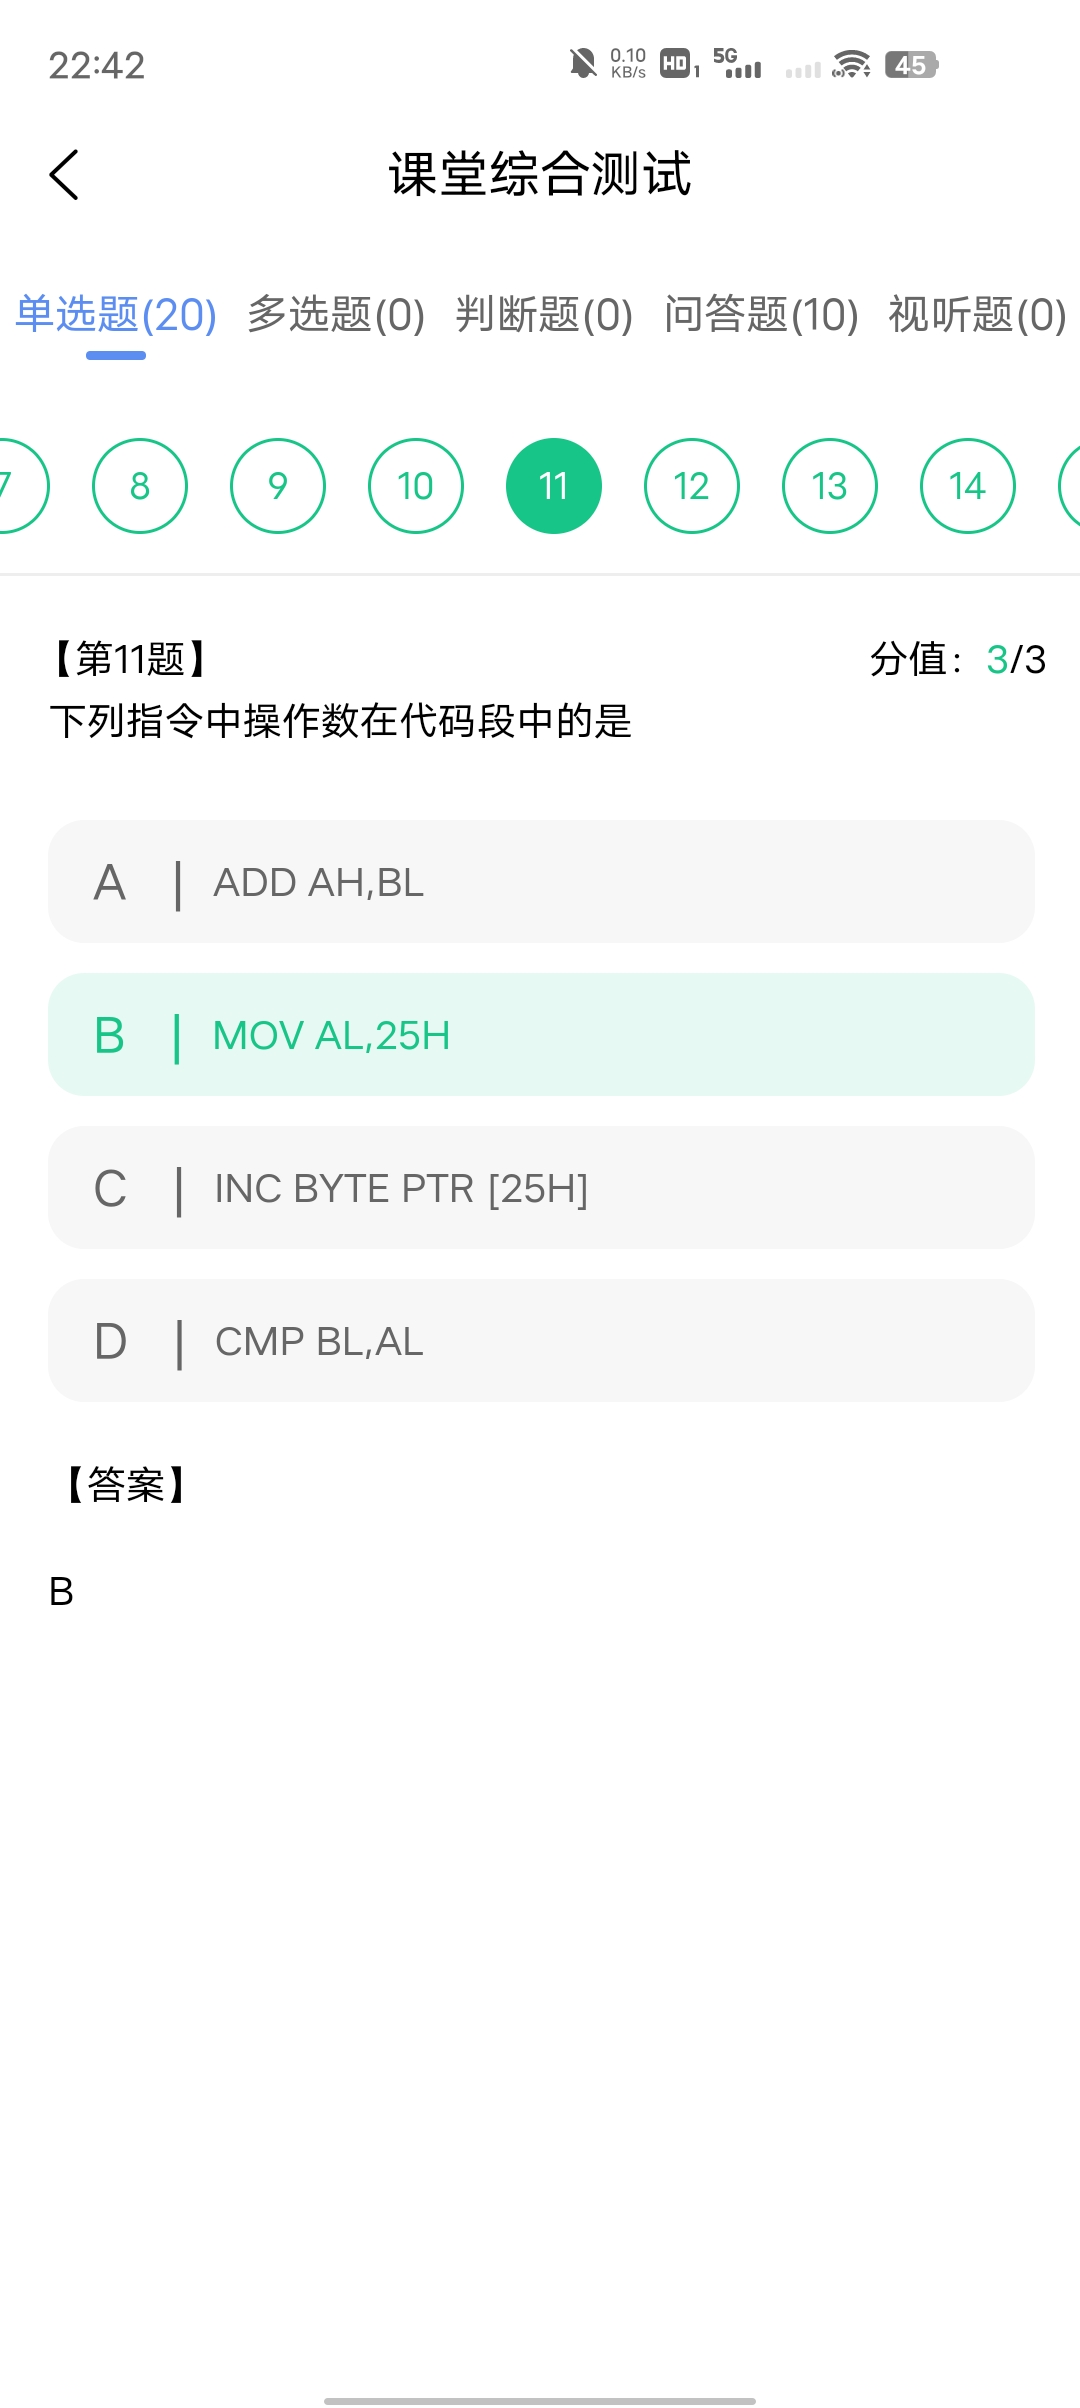 22:42
0.10 KB/s HD 1 5G 45
课堂综合测试
单选题(20) 多选题(0) 判断题(0) 问答题(10) 视听题(0)
7 8 9 10 11 12 13 14
【第11题】 分值：3/3
下列指令中操作数在代码段中的是
A | ADD AH,BL
B | MOV AL,25H
C | INC BYTE PTR [25H]
D | CMP BL,AL
【答案】
B